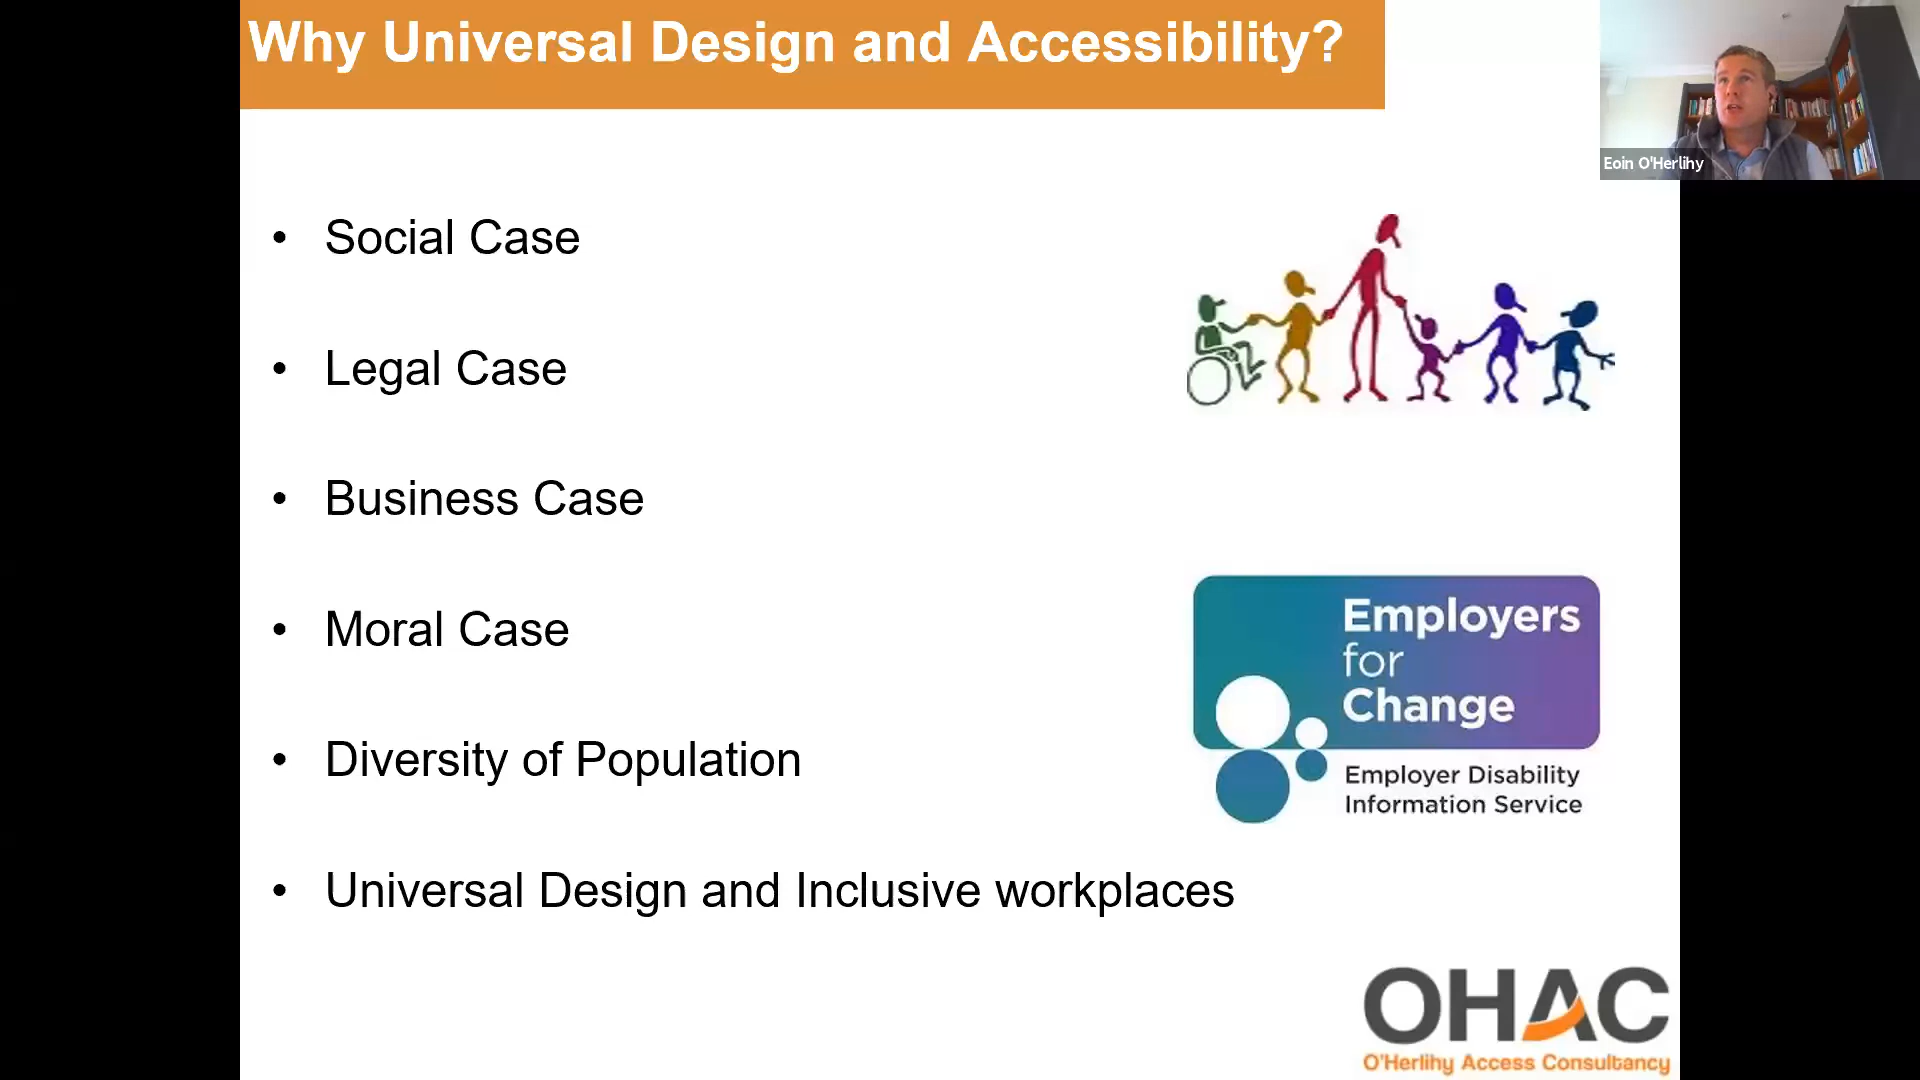 Why Universal Design and Accessibility?
Eoin O'Herlihy
• Social Case
• Legal Case
• Business Case
• Moral Case
• Diversity of Population
• Universal Design and Inclusive workplaces
Employers
for
Change
Employer Disability
Information Service
OHAC
O'Herlihy Access Consultancy